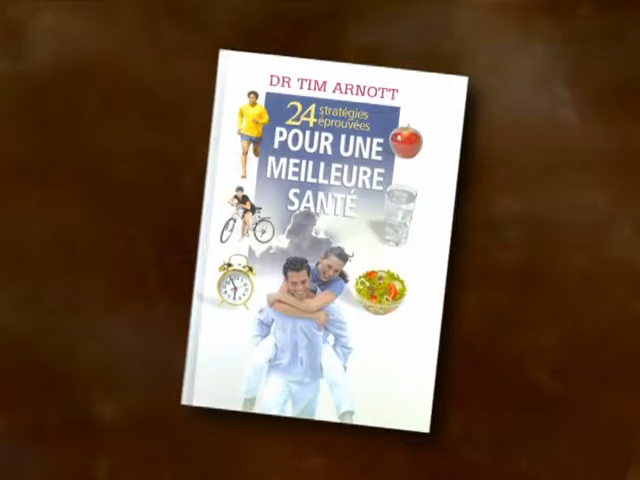 DR TIM ARNOTT
24 stratégies
éprouvées
POUR UNE
MEILLEURE
SANTÉ